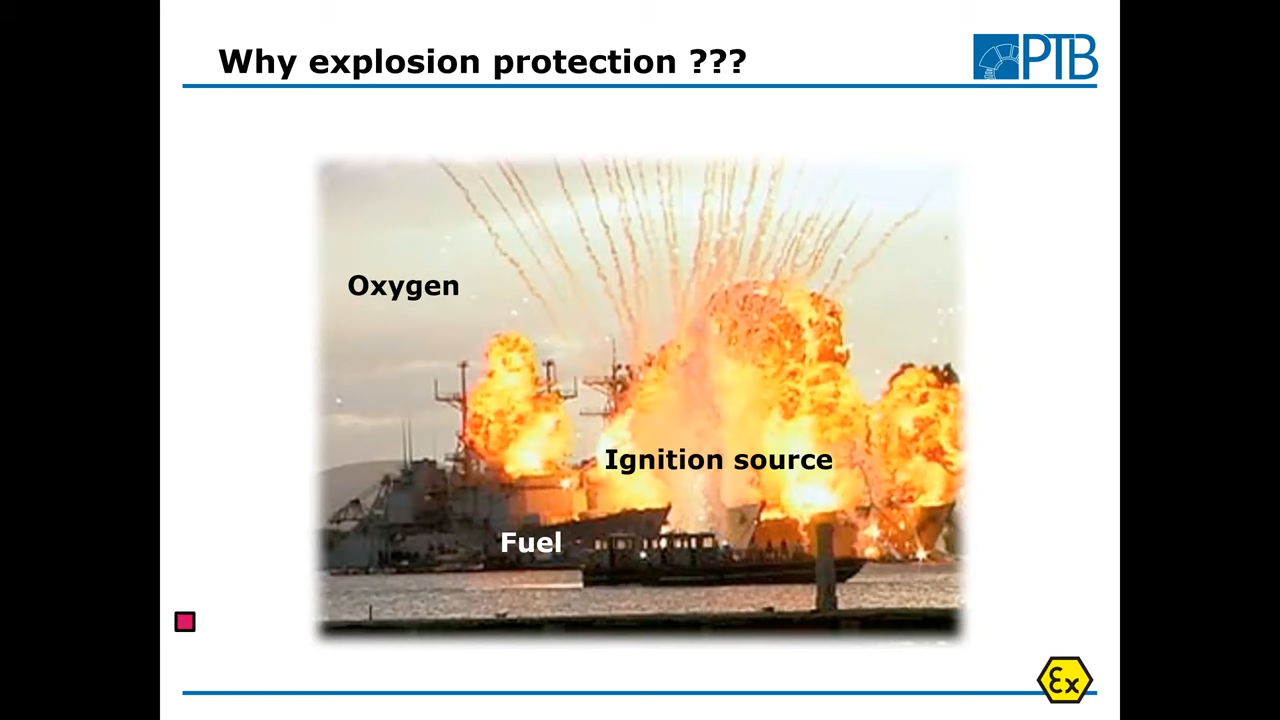 Why explosion protection ???
PTB
Oxygen
Ignition source
Fuel
Ex